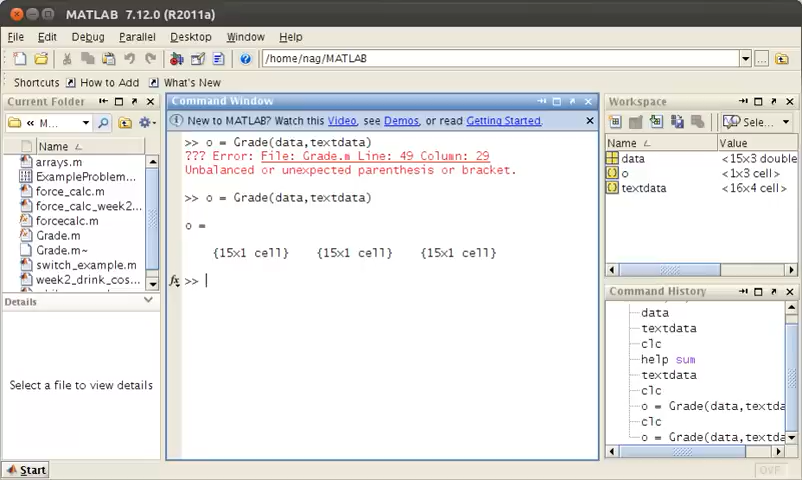 MATLAB 7.12.0 (R2011a)
File Edit Debug Parallel Desktop Window Help
/home/nag/MATLAB
Shortcuts How to Add What's New
Current Folder
« M...
Name
arrays.m
ExampleProblem...
force_calc.m
force_calc_week2...
forcecalc.m
Grade.m
Grade.m~
switch_example.m
week2_drink_cos...
Details
Select a file to view details
Start
Command Window
New to MATLAB? Watch this Video, see Demos, or read Getting Started.
>> o = Grade(data,textdata)
??? Error: File: Grade.m Line: 49 Column: 29
Unbalanced or unexpected parenthesis or bracket.
>> o = Grade(data,textdata)
o =
{15x1 cell} {15x1 cell} {15x1 cell}
fx >>
Workspace
Sele...
Name Value
data <15x3 double
o <1x3 cell>
textdata <16x4 cell>
Command History
data
textdata
clc
help sum
textdata
clc
o = Grade(data,textda
clc
o = Grade(data,textda
OVR